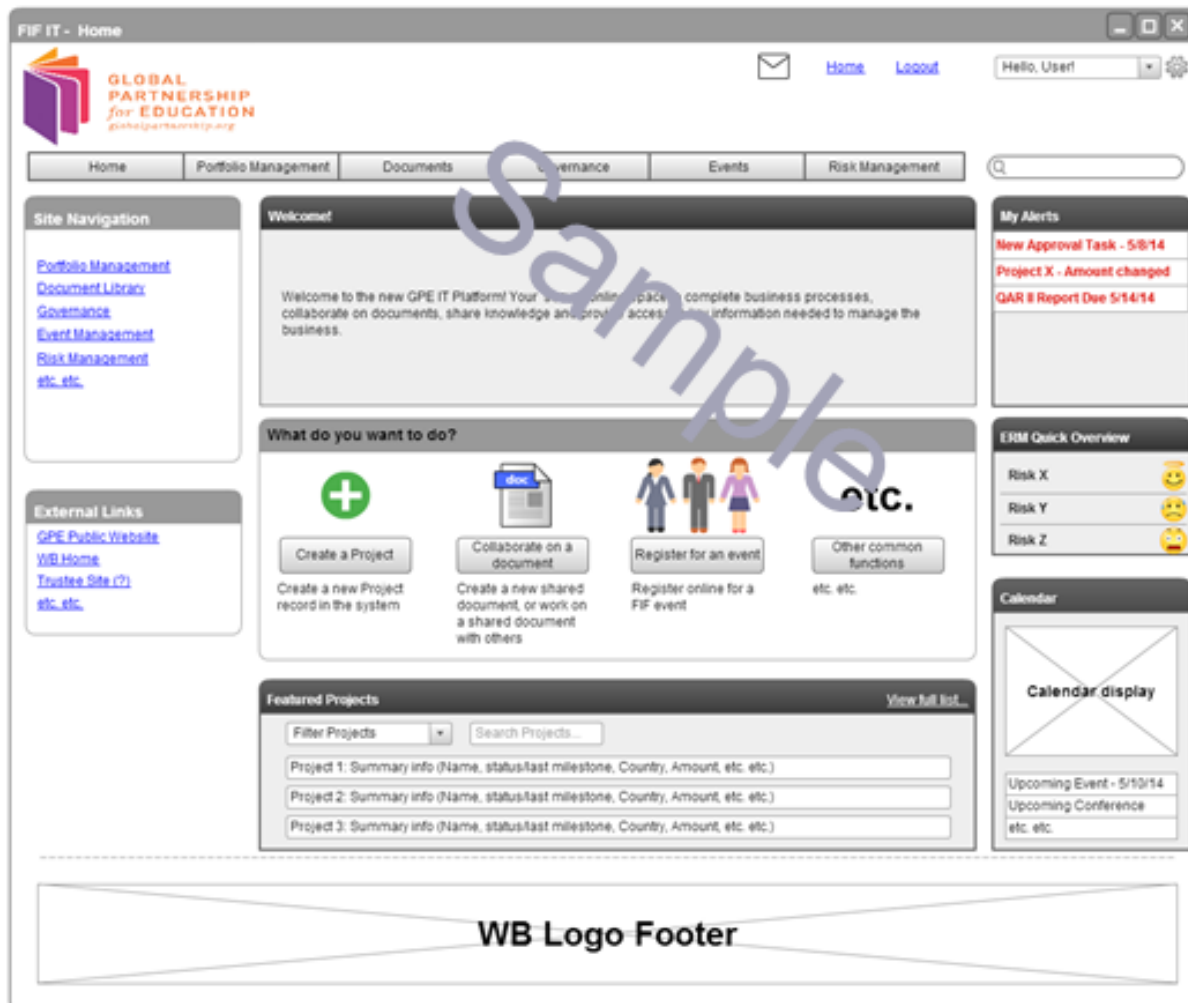 FIF IT - Home
GLOBAL
PARTNERSHIP
for EDUCATION
globalpartnership.org
Home
Logout
Hello, User!
Home
Portfolio Management
Documents
Governance
Events
Risk Management
Sample
Site Navigation
Portfolio Management
Document Library
Governance
Event Management
Risk Management
etc. etc.
External Links
GPE Public Website
WB Home
Trustee Site (?)
etc. etc.
Welcome!
Welcome to the new GPE IT Platform! Your online space complete business processes,
collaborate on documents, share knowledge and provide access information needed to manage the
business.
What do you want to do?
doc
etc.
Create a Project
Collaborate on a
document
Register for an event
Other common
functions
Create a new Project
record in the system
Create a new shared
document, or work on
a shared document
with others
Register online for a
FIF event
etc. etc.
Featured Projects
View full list...
Filter Projects
Search Projects...
Project 1: Summary info (Name, status/last milestone, Country, Amount, etc. etc.)
Project 2: Summary info (Name, status/last milestone, Country, Amount, etc. etc.)
Project 3: Summary info (Name, status/last milestone, Country, Amount, etc. etc.)
My Alerts
New Approval Task - 5/8/14
Project X - Amount changed
QAR II Report Due 5/14/14
ERM Quick Overview
Risk X
Risk Y
Risk Z
Calendar
Calendar display
Upcoming Event - 5/10/14
Upcoming Conference
etc. etc.
WB Logo Footer